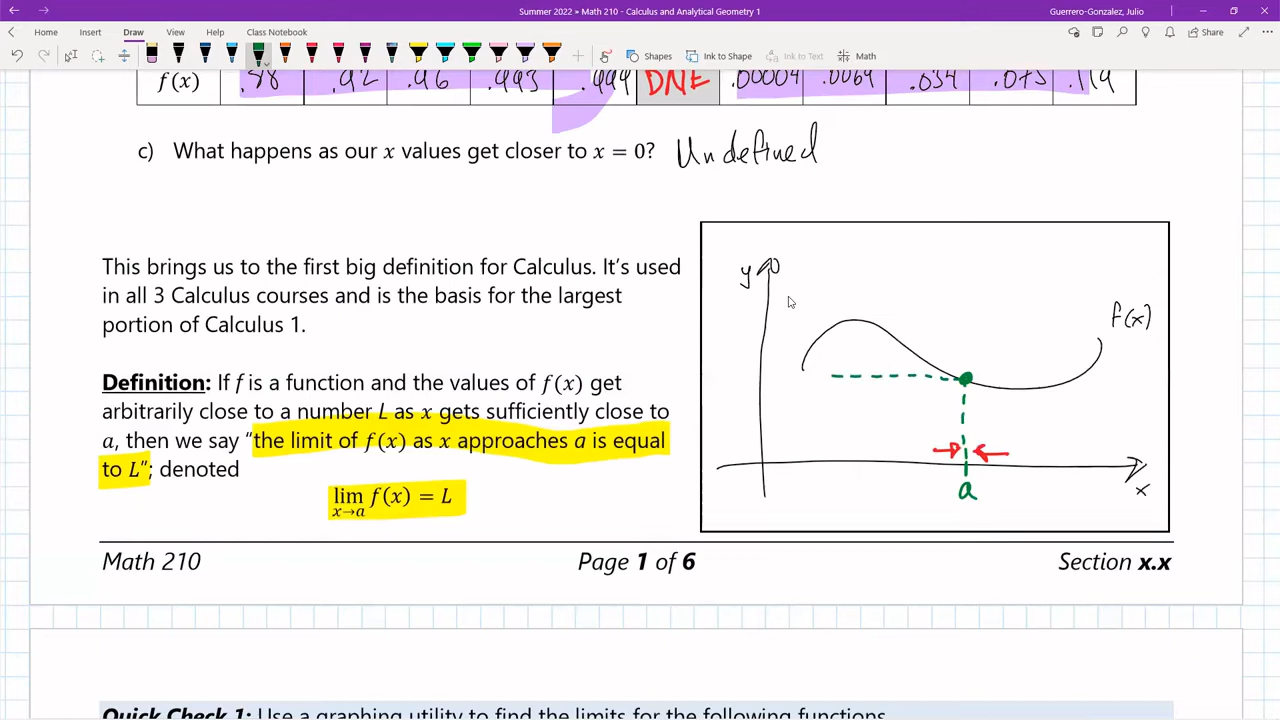 Summer 2022 » Math 210 - Calculus and Analytical Geometry 1
Guerrero-Gonzalez, Julio
Home Insert Draw View Help Class Notebook
Share
Shapes Ink to Shape Ink to Text Math
f(x) .88 .92 .96 .993 .999 DNE .00004 .0069 .034 .075 .119
c) What happens as our x values get closer to x = 0? Undefined
This brings us to the first big definition for Calculus. It's used
in all 3 Calculus courses and is the basis for the largest
portion of Calculus 1.
Definition: If f is a function and the values of f(x) get
arbitrarily close to a number L as x gets sufficiently close to
a, then we say "the limit of f(x) as x approaches a is equal
to L"; denoted
lim f(x) = L
x→a
y
f(x)
a
x
Math 210 Page 1 of 6 Section x.x
Quick Check 1: Use a graphing utility to find the limits for the following functions